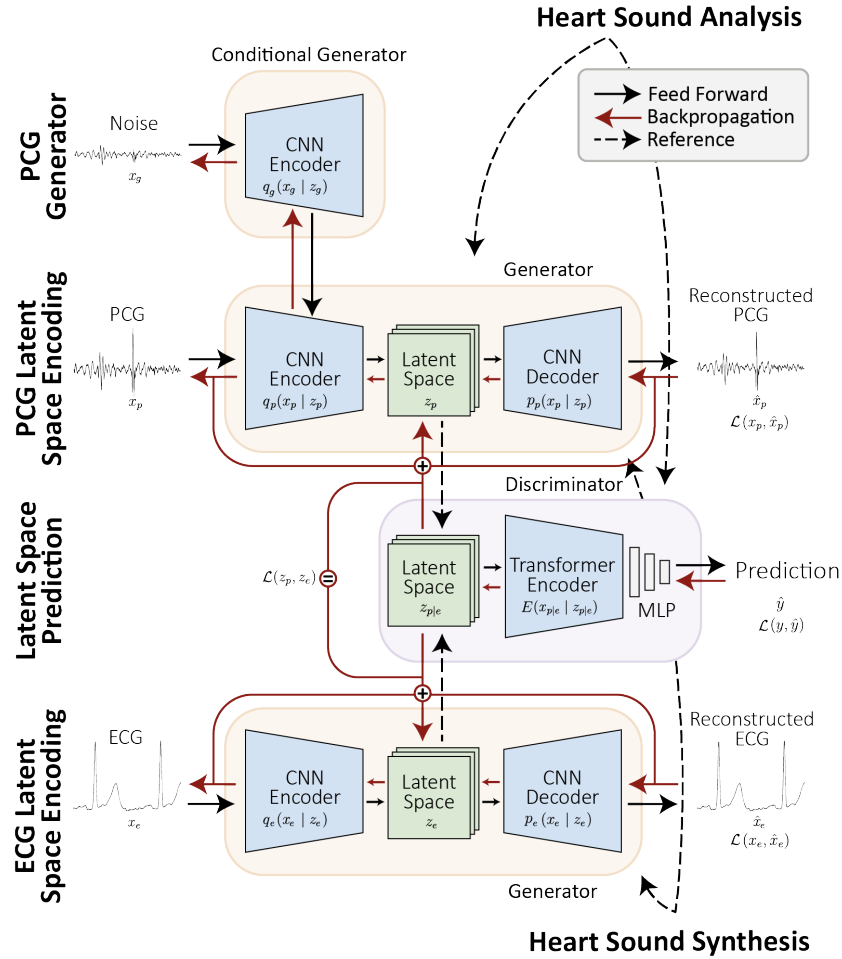 Heart Sound Analysis
Conditional Generator
Feed Forward
Backpropagation
Reference
PCG
Generator
Noise
x_g
CNN
Encoder
q_g(x_g | z_g)
PCG Latent
Space Encoding
Generator
PCG
x_p
CNN
Encoder
q_p(x_p | z_p)
Latent
Space
z_p
CNN
Decoder
p_p(x_p | z_p)
Reconstructed
PCG
x̂_p
ℒ(x_p, x̂_p)
+
Latent Space
Prediction
Discriminator
ℒ(z_p, z_e)
=
Latent
Space
z_{p|e}
Transformer
Encoder
E(x_{p|e} | z_{p|e})
MLP
Prediction
ŷ
ℒ(y, ŷ)
+
ECG Latent
Space Encoding
ECG
x_e
CNN
Encoder
q_e(x_e | z_e)
Latent
Space
z_e
CNN
Decoder
p_e(x_e | z_e)
Reconstructed
ECG
x̂_e
ℒ(x_e, x̂_e)
Generator
Heart Sound Synthesis